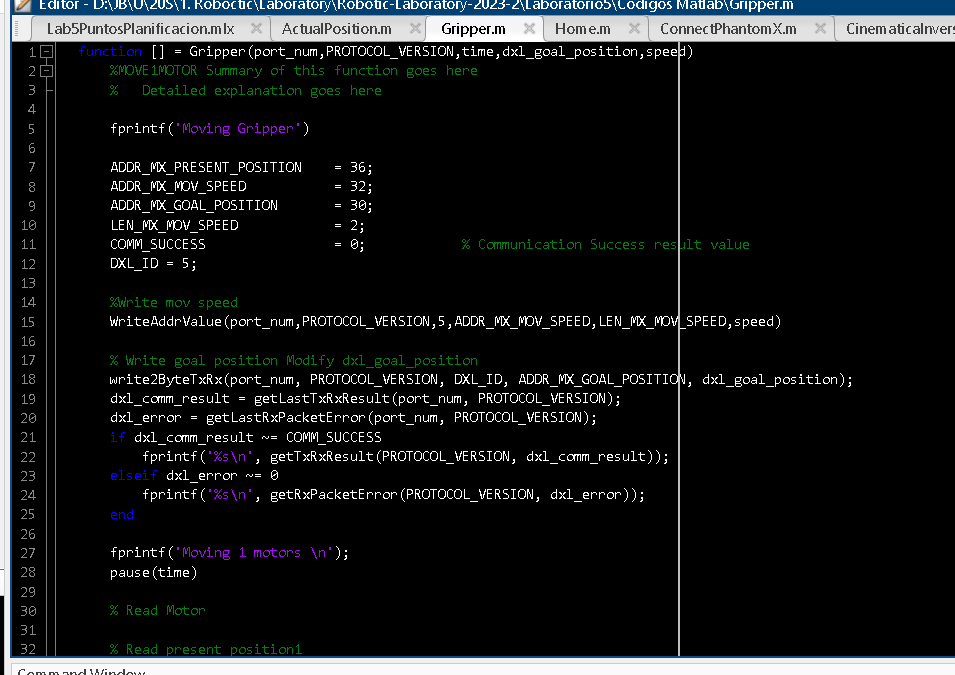 Editor - D:\JB\U\20S\T. Roboctic\Laboratory\Robotic-Laboratory-2023-2\Laboratorio5\Codigos Matlab\Gripper.m
Lab5PuntosPlanificacion.mlx ActualPosition.m Gripper.m Home.m ConnectPhantomX.m CinematicaInvers
1 function [] = Gripper(port_num,PROTOCOL_VERSION,time,dxl_goal_position,speed)
2 %MOVE1MOTOR Summary of this function goes here
3 % Detailed explanation goes here
4
5 fprintf('Moving Gripper')
6
7 ADDR_MX_PRESENT_POSITION = 36;
8 ADDR_MX_MOV_SPEED = 32;
9 ADDR_MX_GOAL_POSITION = 30;
10 LEN_MX_MOV_SPEED = 2;
11 COMM_SUCCESS = 0; % Communication Success result value
12 DXL_ID = 5;
13
14 %Write mov speed
15 WriteAddrValue(port_num,PROTOCOL_VERSION,5,ADDR_MX_MOV_SPEED,LEN_MX_MOV_SPEED,speed)
16
17 % Write goal position Modify dxl_goal_position
18 write2ByteTxRx(port_num, PROTOCOL_VERSION, DXL_ID, ADDR_MX_GOAL_POSITION, dxl_goal_position);
19 dxl_comm_result = getLastTxRxResult(port_num, PROTOCOL_VERSION);
20 dxl_error = getLastRxPacketError(port_num, PROTOCOL_VERSION);
21 if dxl_comm_result ~= COMM_SUCCESS
22 fprintf('%s\n', getTxRxResult(PROTOCOL_VERSION, dxl_comm_result));
23 elseif dxl_error ~= 0
24 fprintf('%s\n', getRxPacketError(PROTOCOL_VERSION, dxl_error));
25 end
26
27 fprintf('Moving 1 motors \n');
28 pause(time)
29
30 % Read Motor
31
32 % Read present position1
Command Window